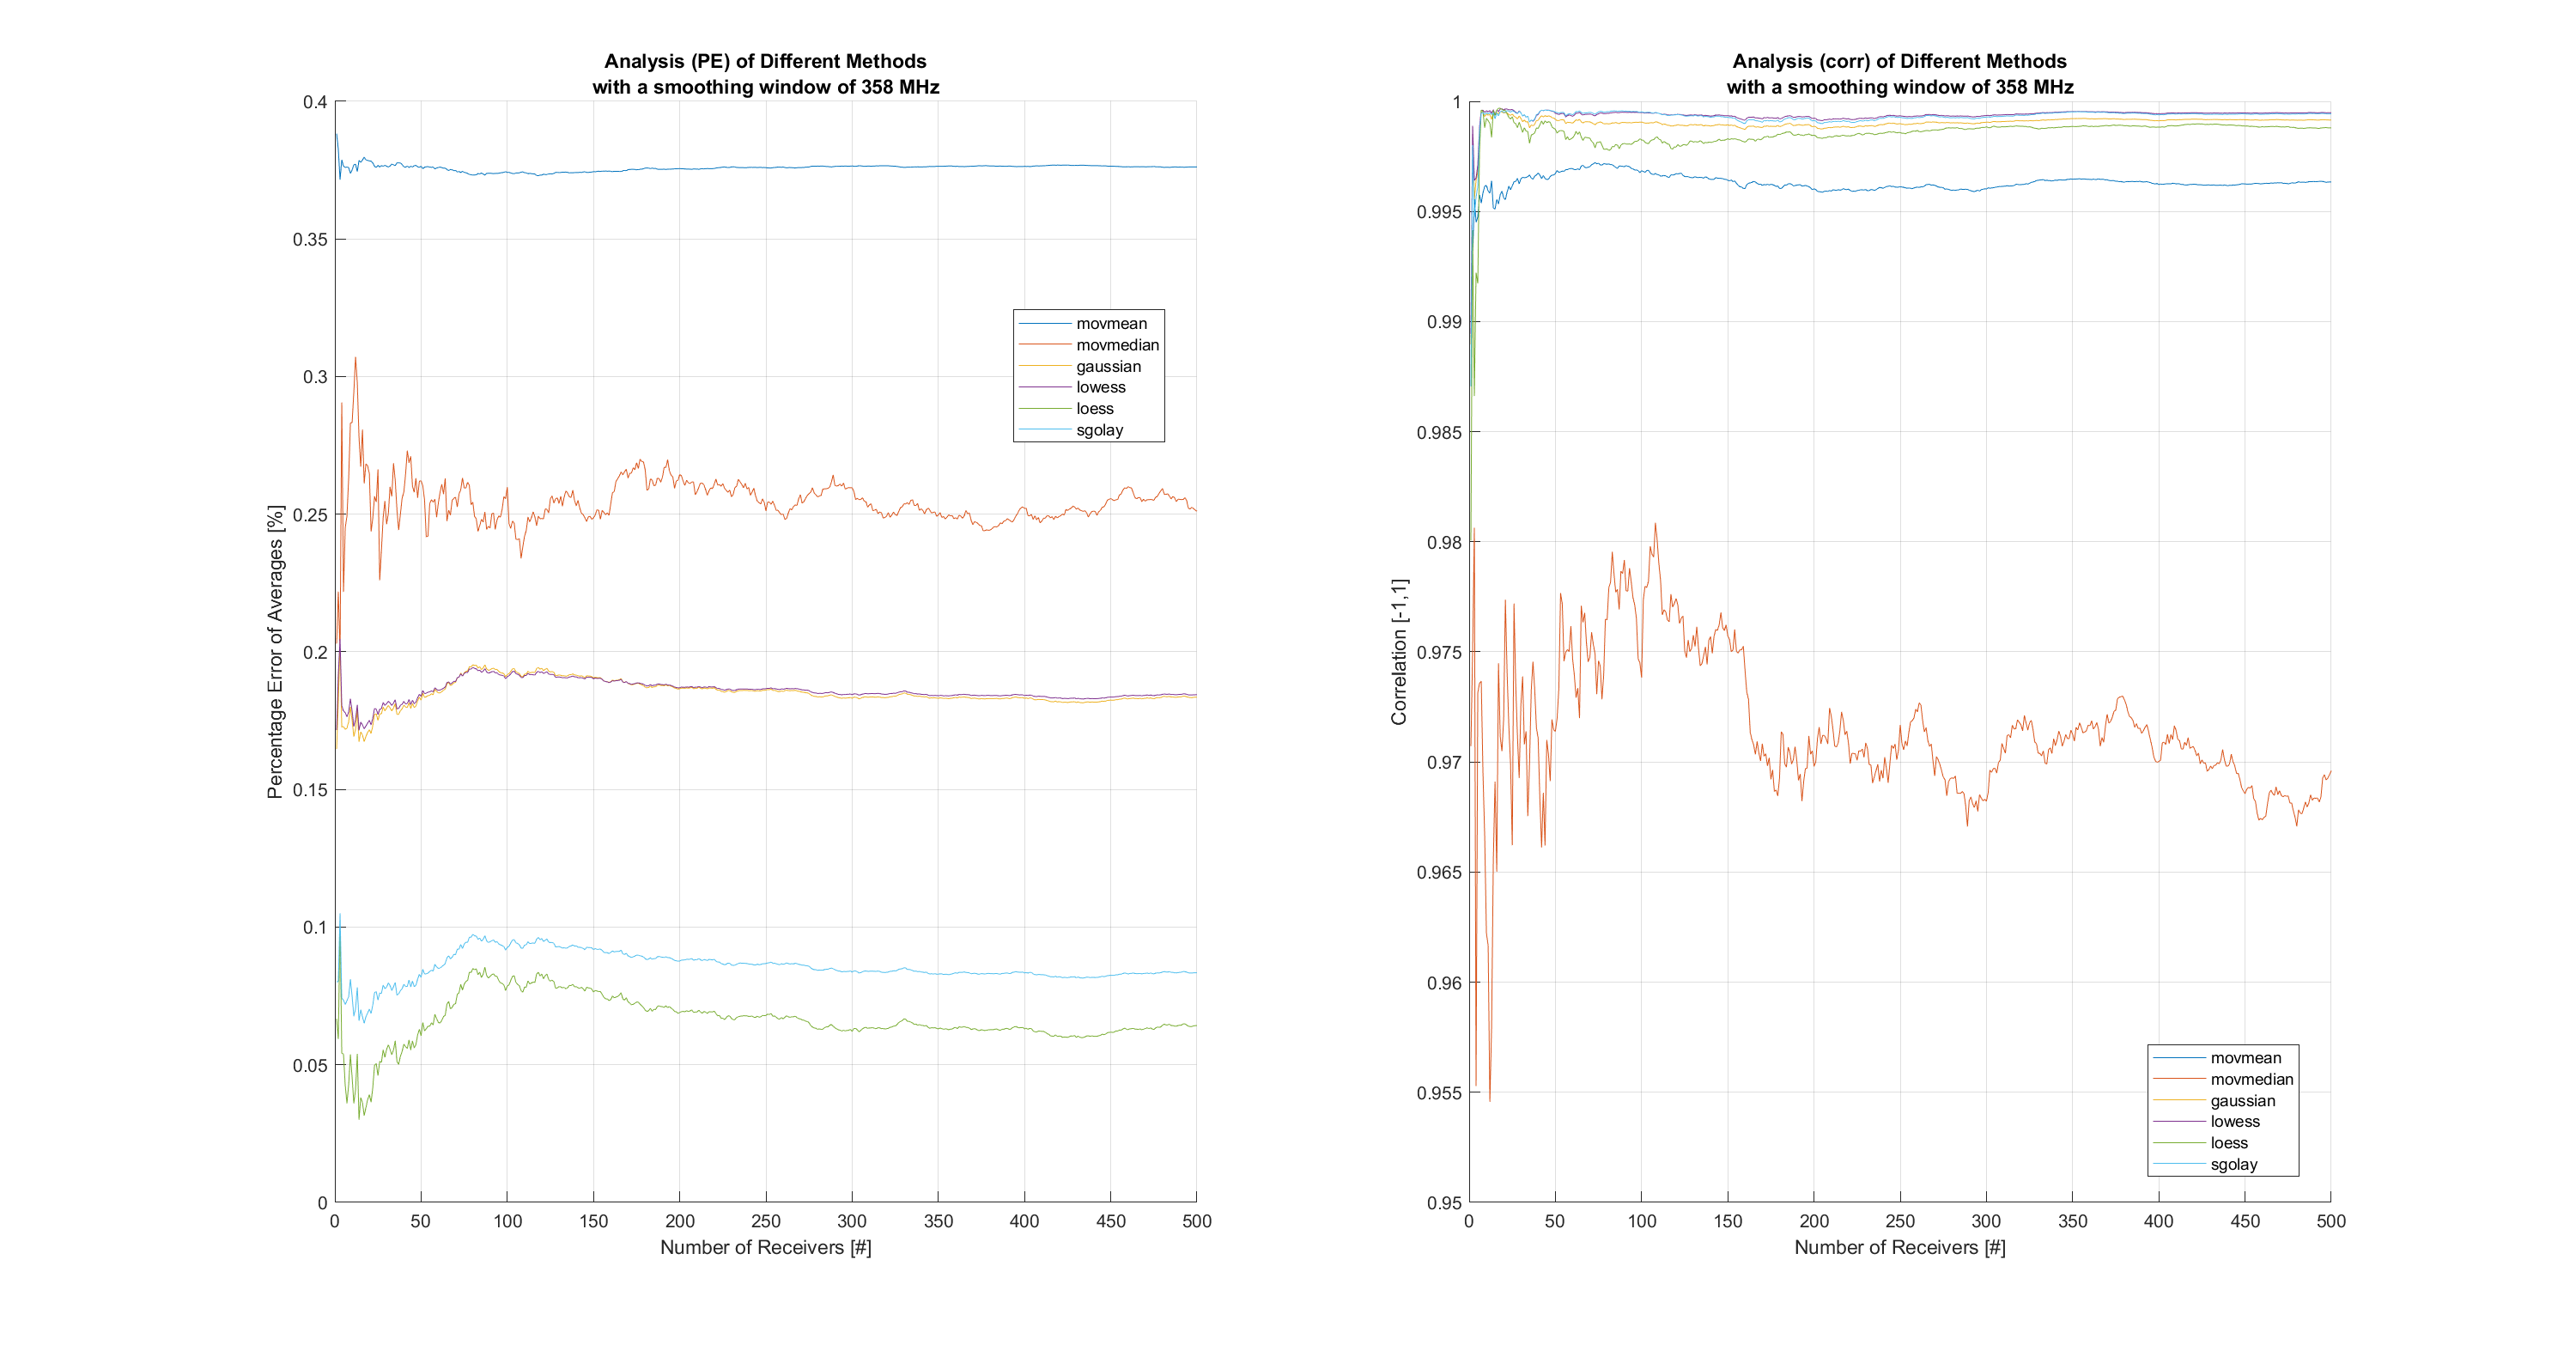 Analysis (PE) of Different Methods
with a smoothing window of 358 MHz
0.4
0.35
0.3
0.25
0.2
0.15
0.1
0.05
0
Percentage Error of Averages [%]
movmean
movmedian
gaussian
lowess
loess
sgolay
0 50 100 150 200 250 300 350 400 450 500
Number of Receivers [#]
Analysis (corr) of Different Methods
with a smoothing window of 358 MHz
1
0.995
0.99
0.985
0.98
0.975
0.97
0.965
0.96
0.955
0.95
Correlation [-1,1]
movmean
movmedian
gaussian
lowess
loess
sgolay
0 50 100 150 200 250 300 350 400 450 500
Number of Receivers [#]